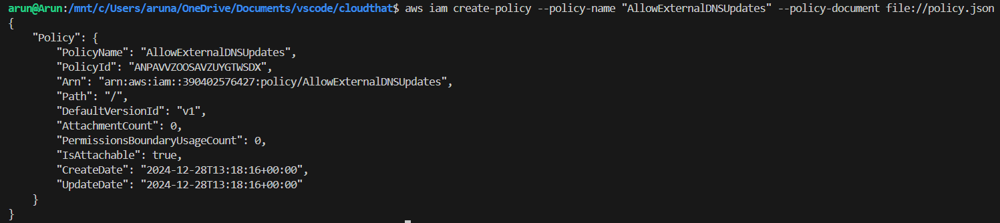 arun@Arun:/mnt/c/Users/aruna/OneDrive/Documents/vscode/cloudthat$ aws iam create-policy --policy-name "AllowExternalDNSUpdates" --policy-document file://policy.json
{
    "Policy": {
        "PolicyName": "AllowExternalDNSUpdates",
        "PolicyId": "ANPAVVZOOSAVZUYGTWSDX",
        "Arn": "arn:aws:iam::390402576427:policy/AllowExternalDNSUpdates",
        "Path": "/",
        "DefaultVersionId": "v1",
        "AttachmentCount": 0,
        "PermissionsBoundaryUsageCount": 0,
        "IsAttachable": true,
        "CreateDate": "2024-12-28T13:18:16+00:00",
        "UpdateDate": "2024-12-28T13:18:16+00:00"
    }
}